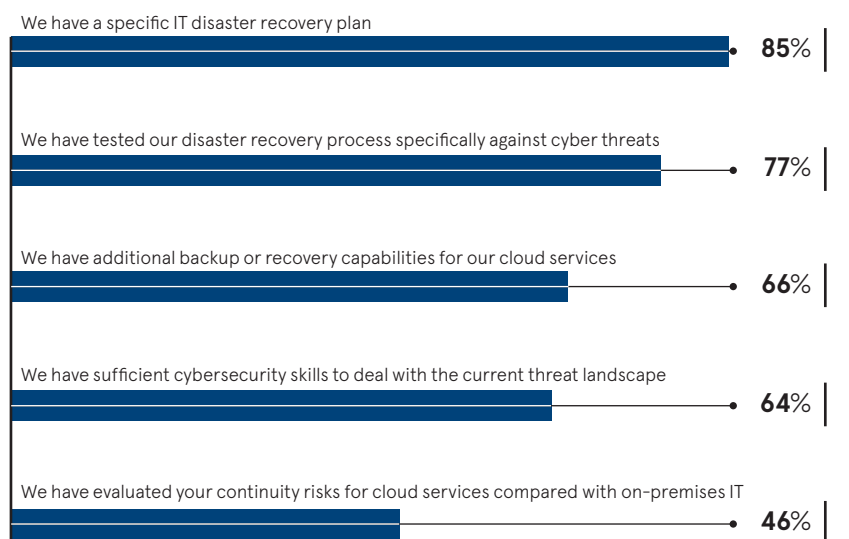 We have a specific IT disaster recovery plan
85%
We have tested our disaster recovery process specifically against cyber threats
77%
We have additional backup or recovery capabilities for our cloud services
66%
We have sufficient cybersecurity skills to deal with the current threat landscape
64%
We have evaluated your continuity risks for cloud services compared with on-premises IT
46%